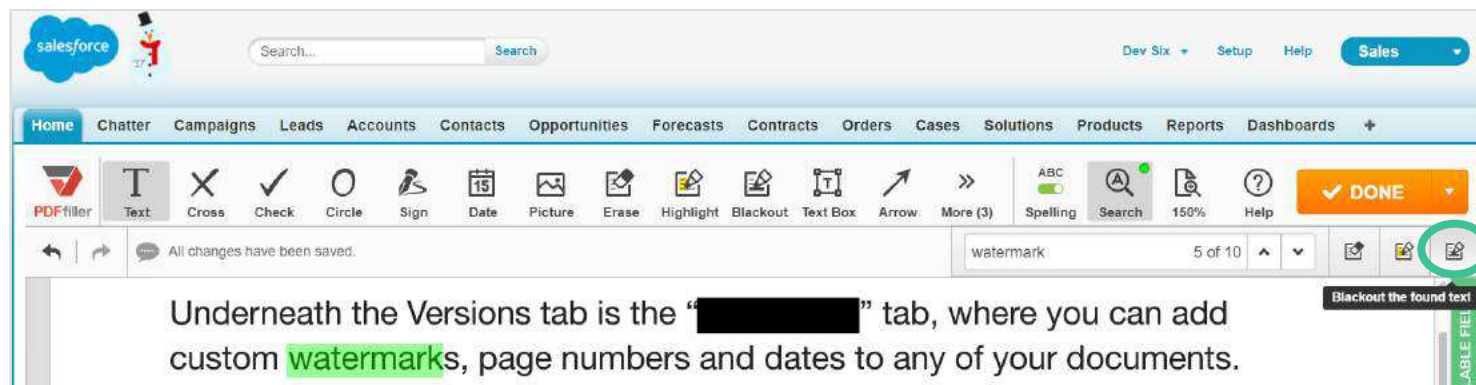 salesforce
'17
Search... Search Dev Six Setup Help Sales
Home Chatter Campaigns Leads Accounts Contacts Opportunities Forecasts Contracts Orders Cases Solutions Products Reports Dashboards +
T 15 T » ABC A ?
PDFfiller Text Cross Check Circle Sign Date Picture Erase Highlight Blackout Text Box Arrow More (3) Spelling Search 150% Help DONE
All changes have been saved. watermark 5 of 10
Blackout the found text
Underneath the Versions tab is the “ ” tab, where you can add
custom watermarks, page numbers and dates to any of your documents.